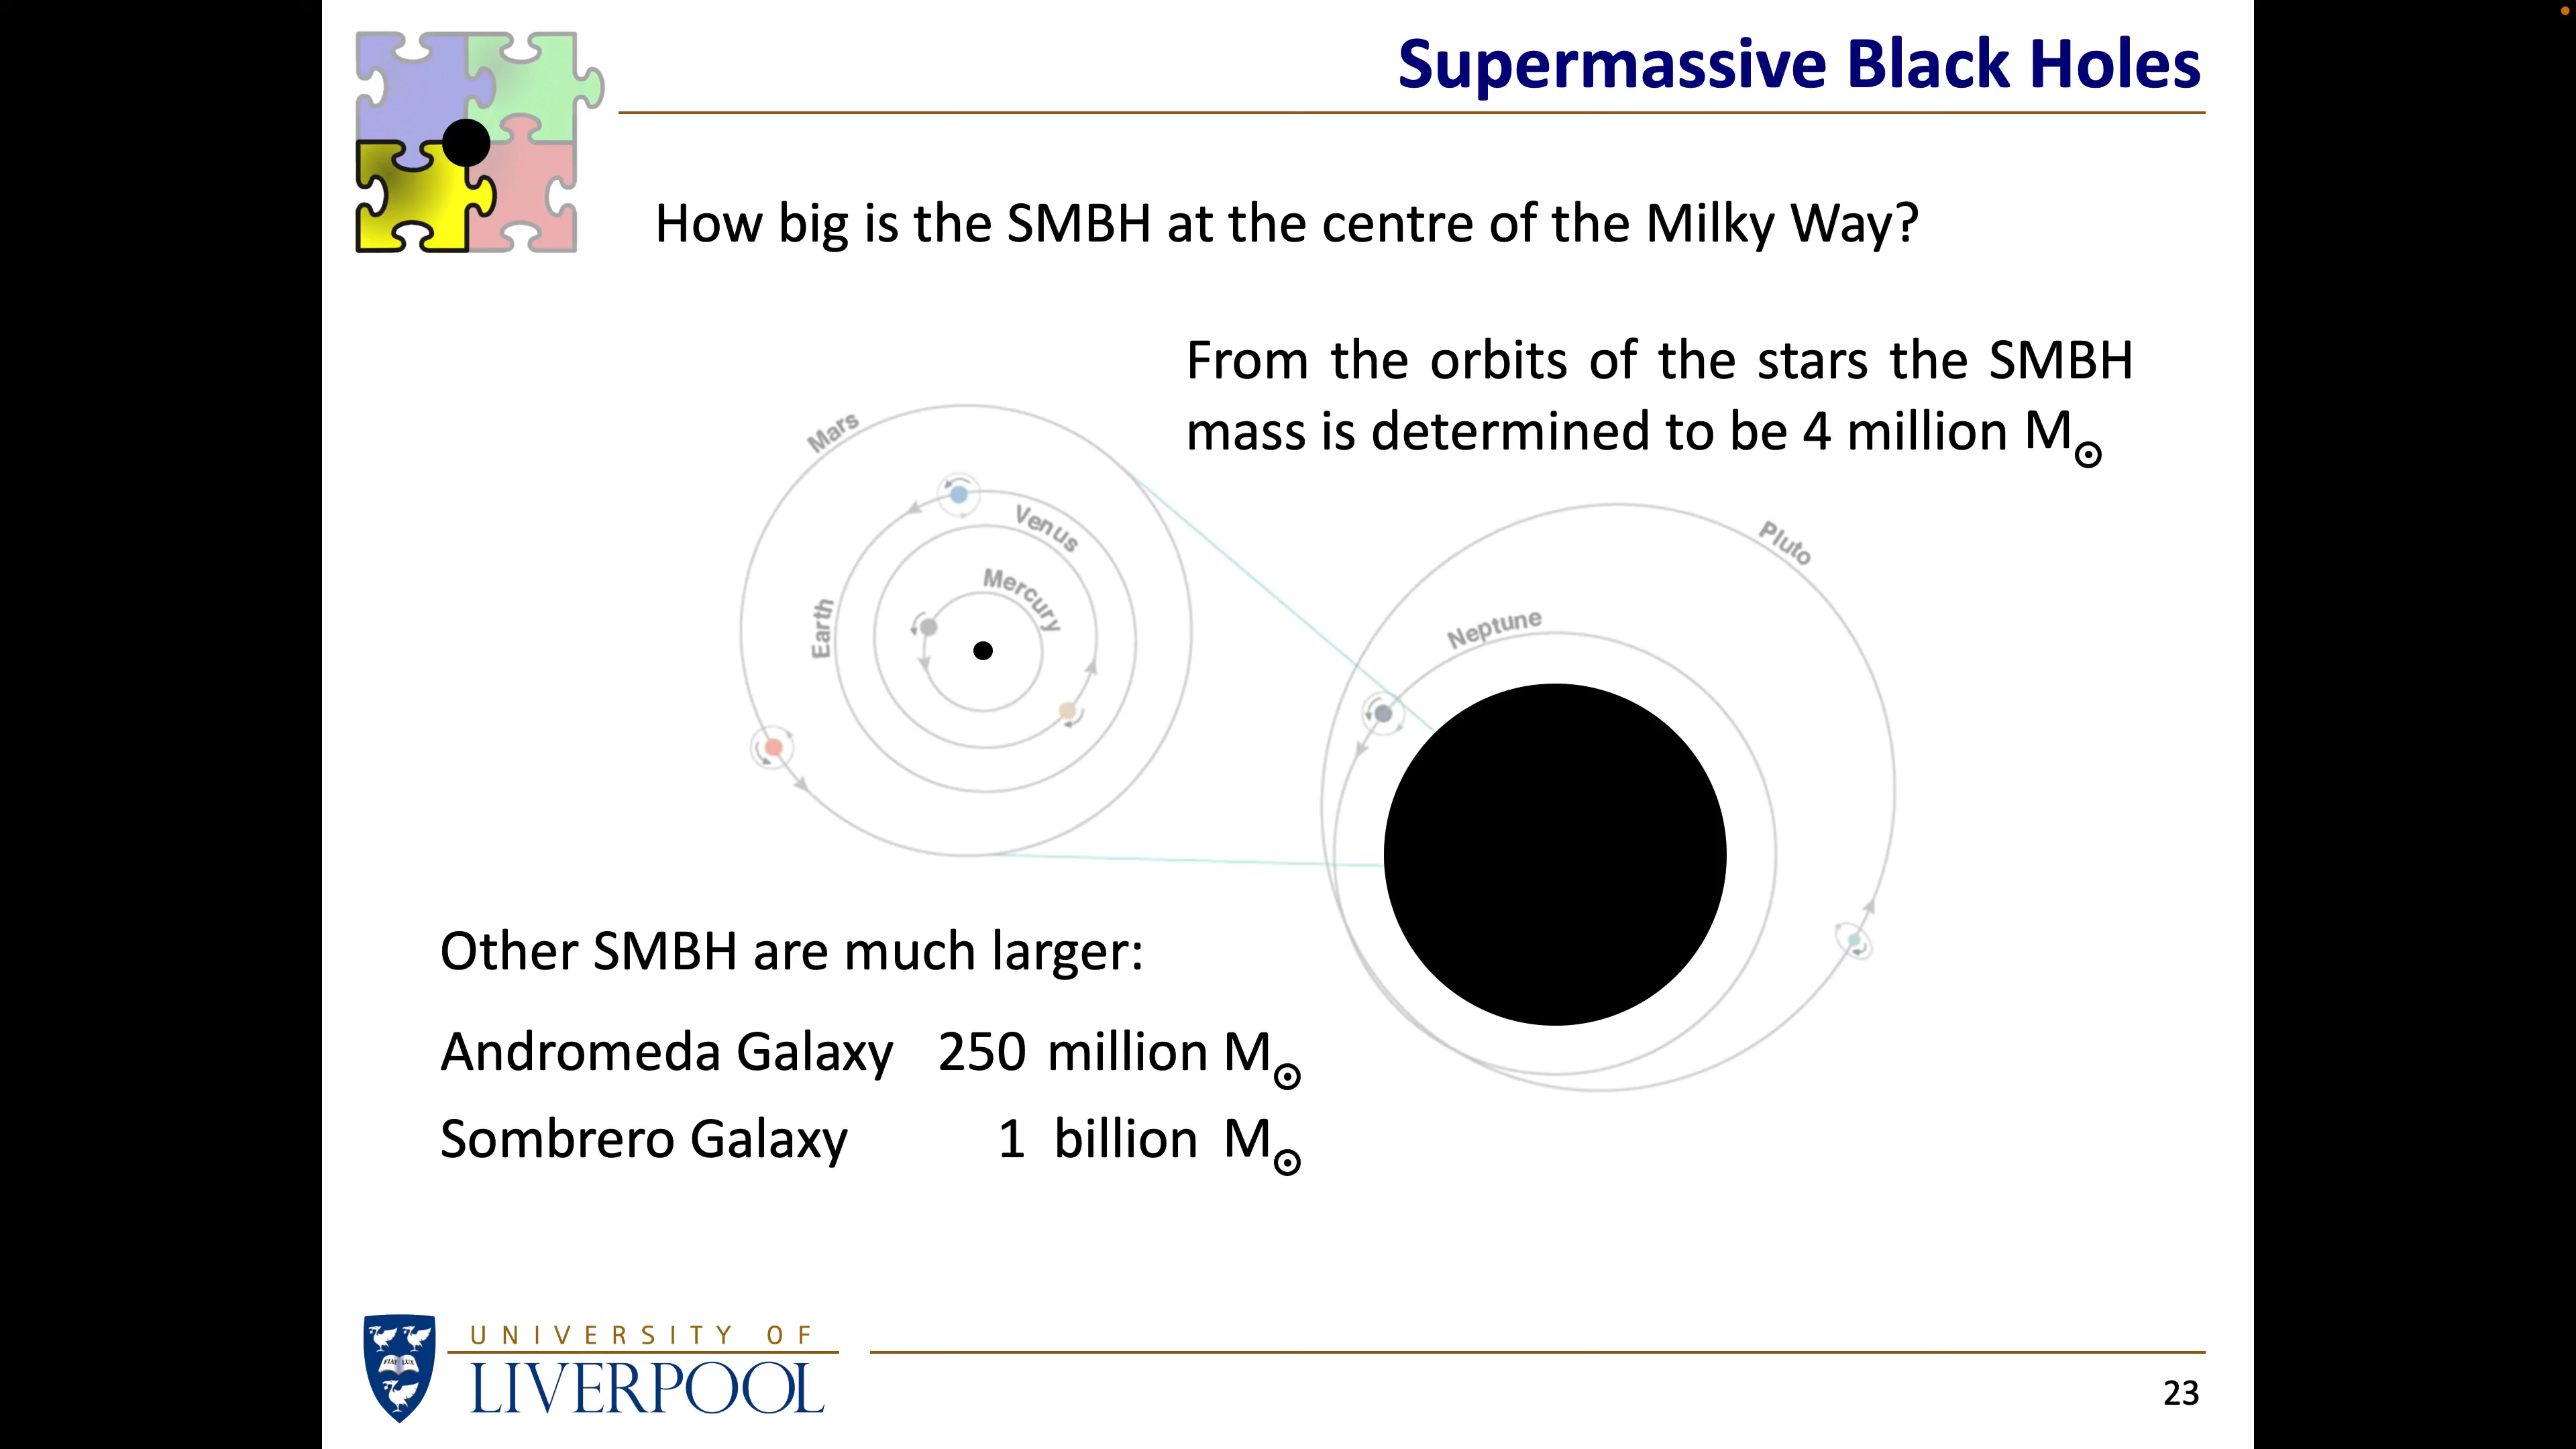 Supermassive Black Holes
How big is the SMBH at the centre of the Milky Way?
From the orbits of the stars the SMBH
mass is determined to be 4 million M☉
Mars
Venus
Mercury
Earth
Pluto
Neptune
Other SMBH are much larger:
Andromeda Galaxy 250 million M☉
Sombrero Galaxy 1 billion M☉
FIAT LUX
UNIVERSITY OF
LIVERPOOL
23